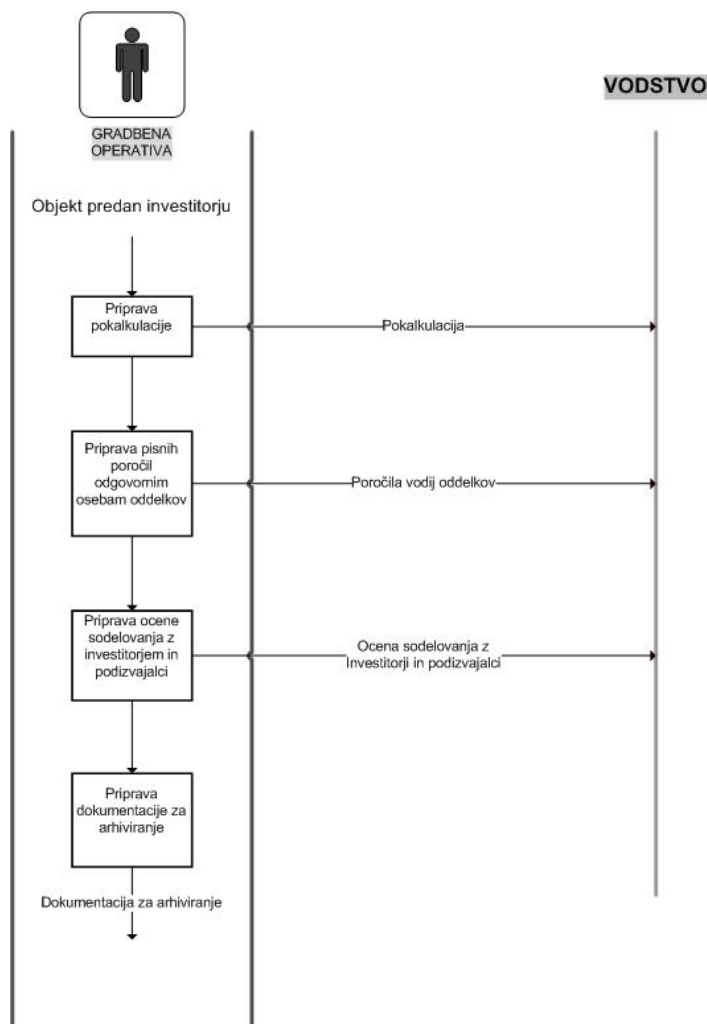 VODSTVO
GRADBENA
OPERATIVA
Objekt predan investitorju
Priprava
pokalkulacije
Pokalkulacija
Priprava pisnih
poročil
odgovornim
osebam oddelkov
Poročila vodij oddelkov
Priprava ocene
sodelovanja z
investitorjem in
podizvajalci
Ocena sodelovanja z
Investitorji in podizvajalci
Priprava
dokumentacije za
arhiviranje
Dokumentacija za arhiviranje